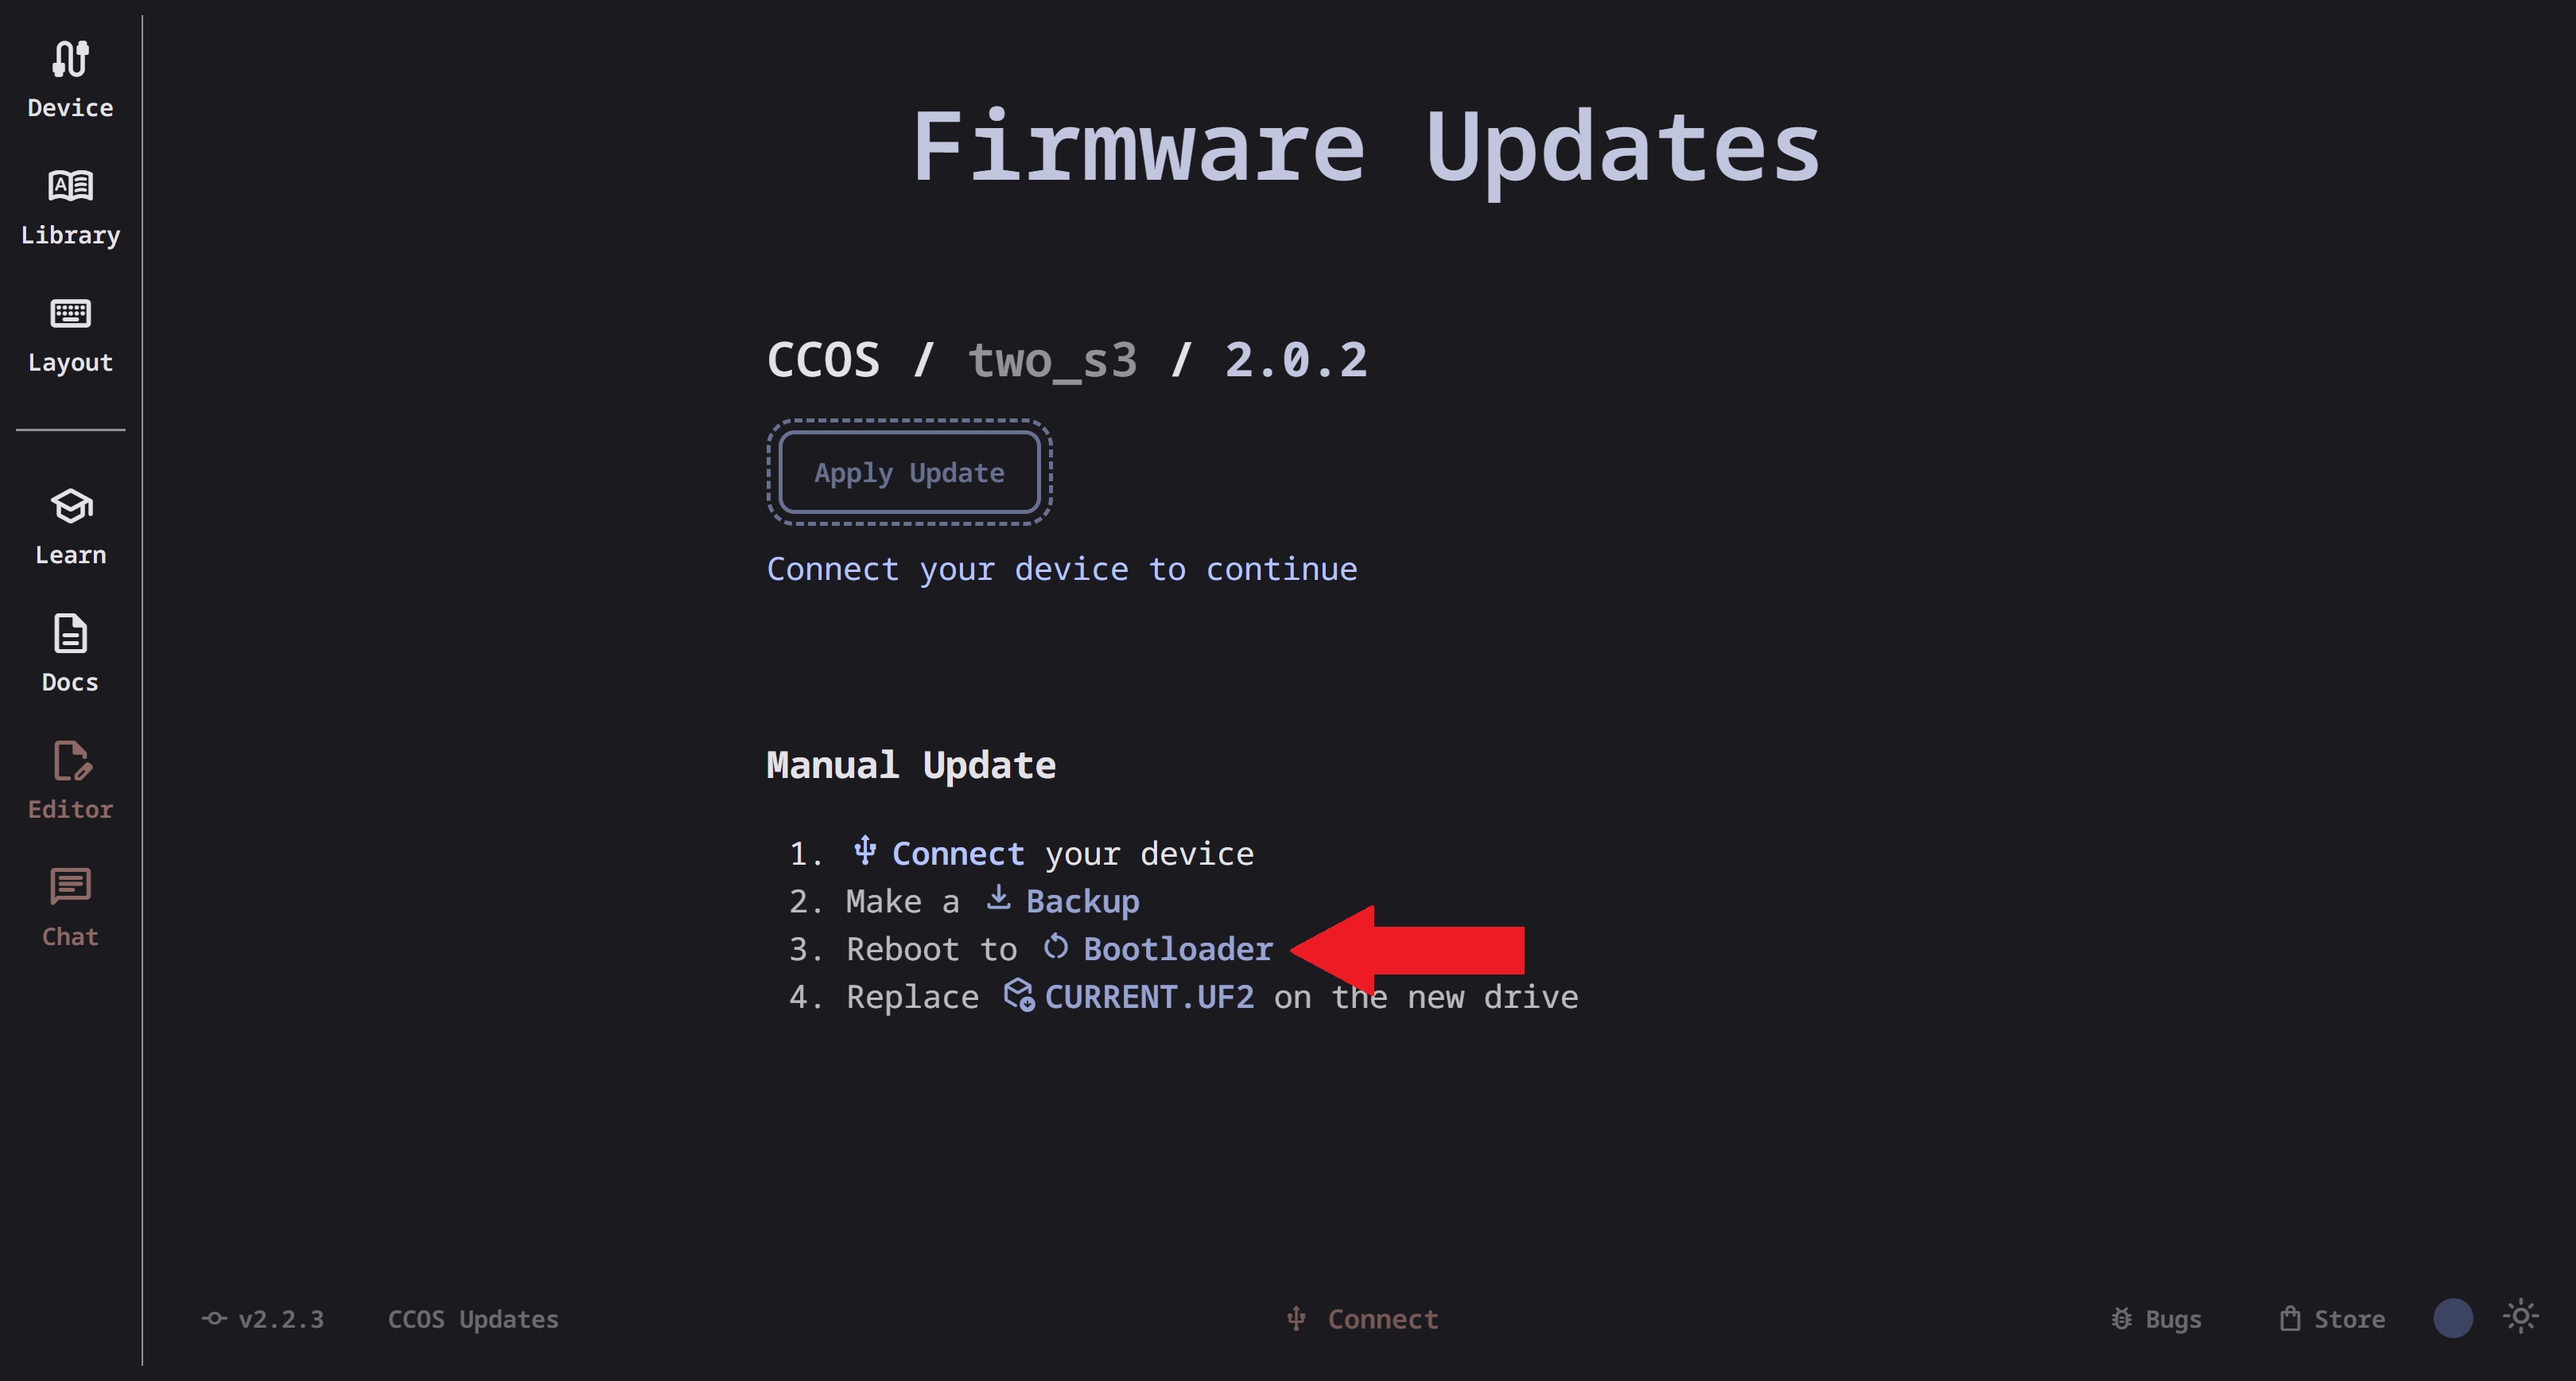 Device
Library
Layout
Learn
Docs
Editor
Chat
Firmware Updates
CCOS / two_s3 / 2.0.2
Apply Update
Connect your device to continue
Manual Update
1. Connect your device
2. Make a Backup
3. Reboot to Bootloader
4. Replace CURRENT.UF2 on the new drive
v2.2.3
CCOS Updates
Connect
Bugs
Store